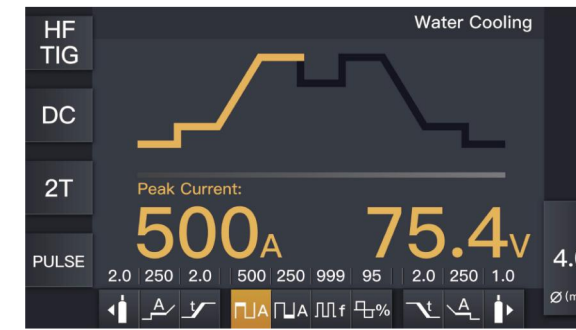 HF
TIG
Water Cooling
DC
2T
PULSE
Peak Current:
500A
75.4V
2.0 250 2.0 500 250 999 95 2.0 250 1.0
A t A A f % t A
4.
Ø